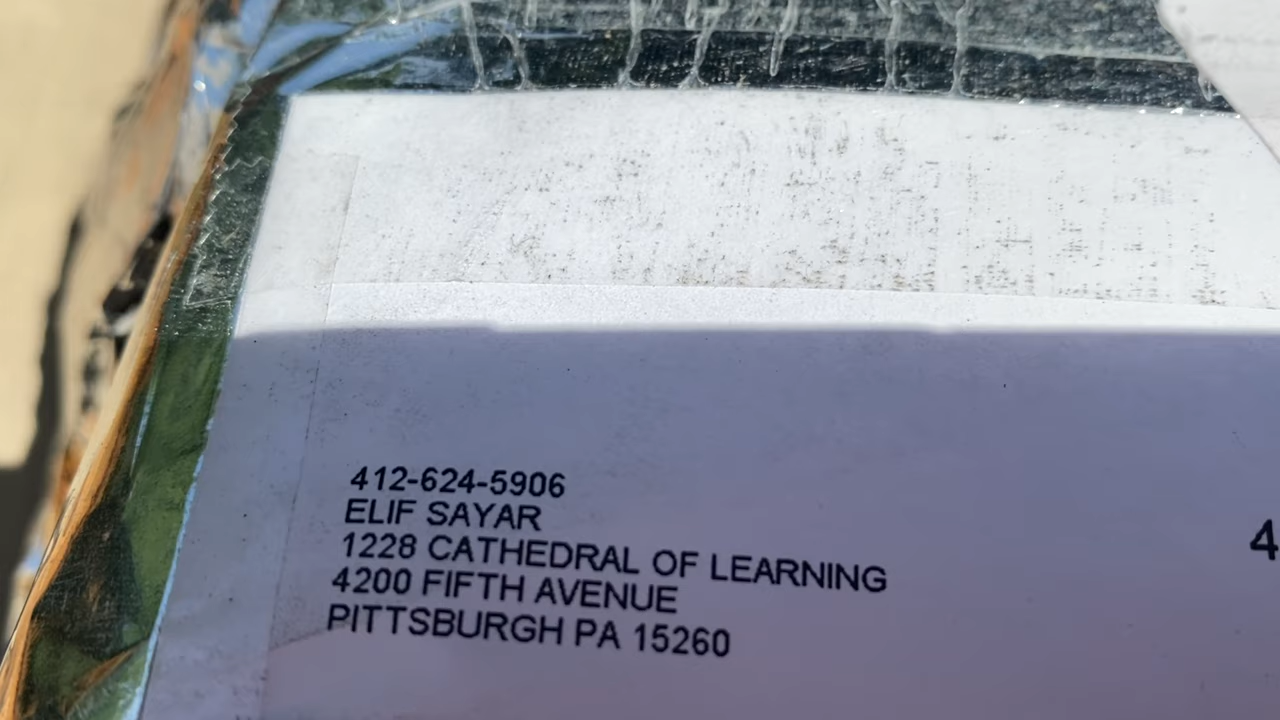 412-624-5906
ELIF SAYAR
1228 CATHEDRAL OF LEARNING
4200 FIFTH AVENUE
PITTSBURGH PA 15260
4